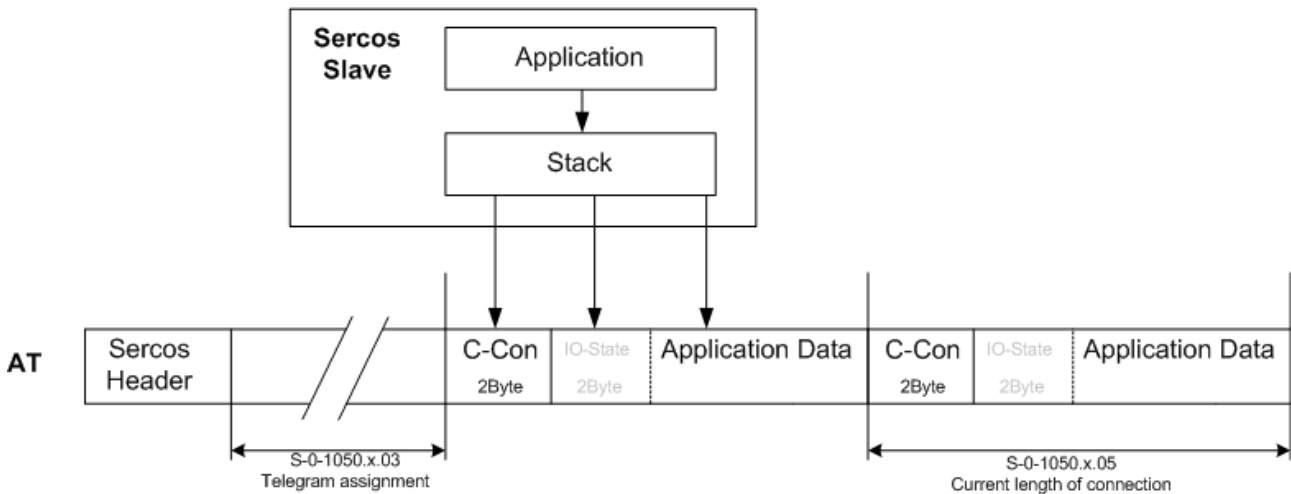 Sercos
Slave
Application
Stack
AT
Sercos
Header
C-Con
2Byte
IO-State
2Byte
Application Data
C-Con
2Byte
IO-State
2Byte
Application Data
S-0-1050.x.03
Telegram assignment
S-0-1050.x.05
Current length of connection